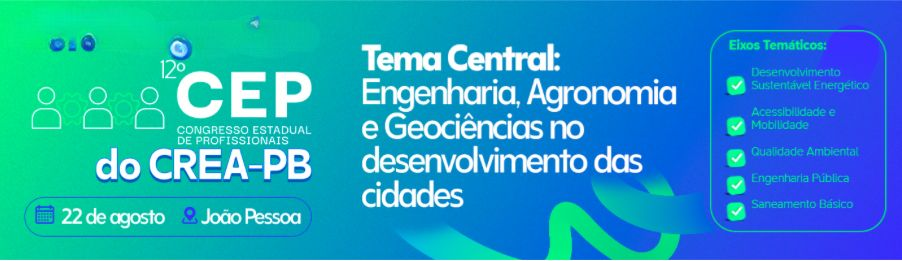 12º
CEP
CONGRESSO ESTADUAL
DE PROFISSIONAIS
do CREA-PB
22 de agosto
João Pessoa
Tema Central:
Engenharia, Agronomia
e Geociências no
desenvolvimento das
cidades
Eixos Temáticos:
Desenvolvimento
Sustentável Energético
Acessibilidade e
Mobilidade
Qualidade Ambiental
Engenharia Pública
Saneamento Básico